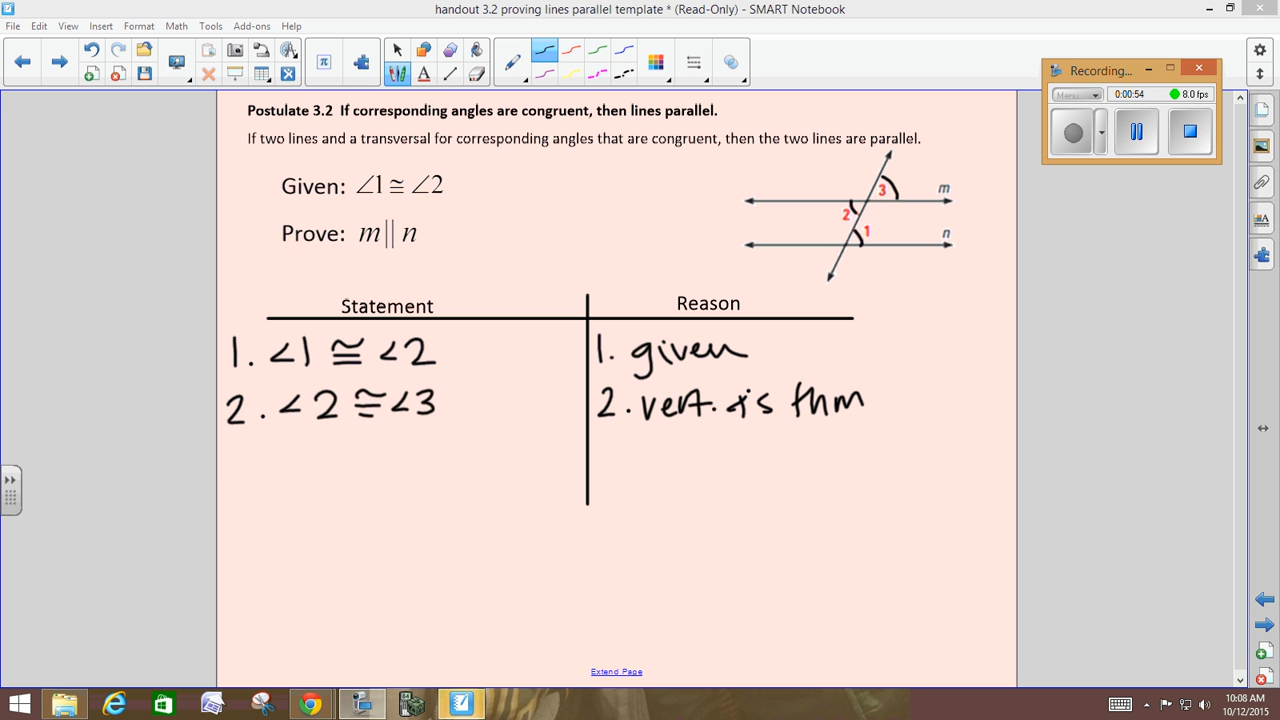 handout 3.2 proving lines parallel template * (Read-Only) - SMART Notebook
File Edit View Insert Format Math Tools Add-ons Help
Recording...
Menu 0:00:54 8.0 fps
Postulate 3.2 If corresponding angles are congruent, then lines parallel.
If two lines and a transversal for corresponding angles that are congruent, then the two lines are parallel.
Given: ∠1 ≅ ∠2
Prove: m || n
3 m
2
1 n
Statement Reason
1. ∠1 ≅ ∠2 1. given
2. ∠2 ≅ ∠3 2. vert. ∠'s thm
Extend Page
10:08 AM
10/12/2015